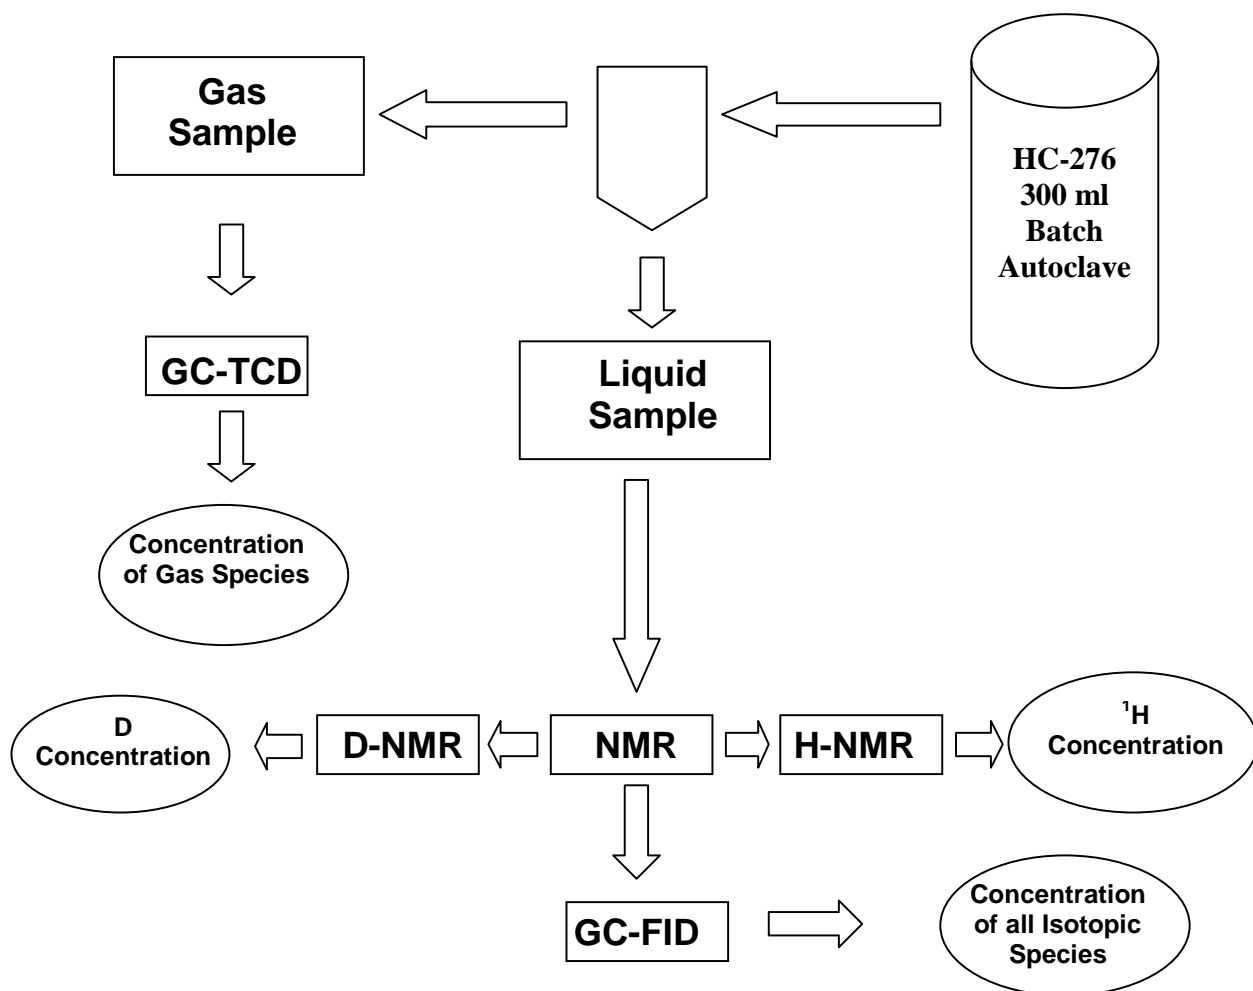 Gas
Sample
HC-276
300 ml
Batch
Autoclave
GC-TCD
Liquid
Sample
Concentration
of Gas Species
D
Concentration
D-NMR
NMR
H-NMR
¹H
Concentration
GC-FID
Concentration
of all Isotopic
Species